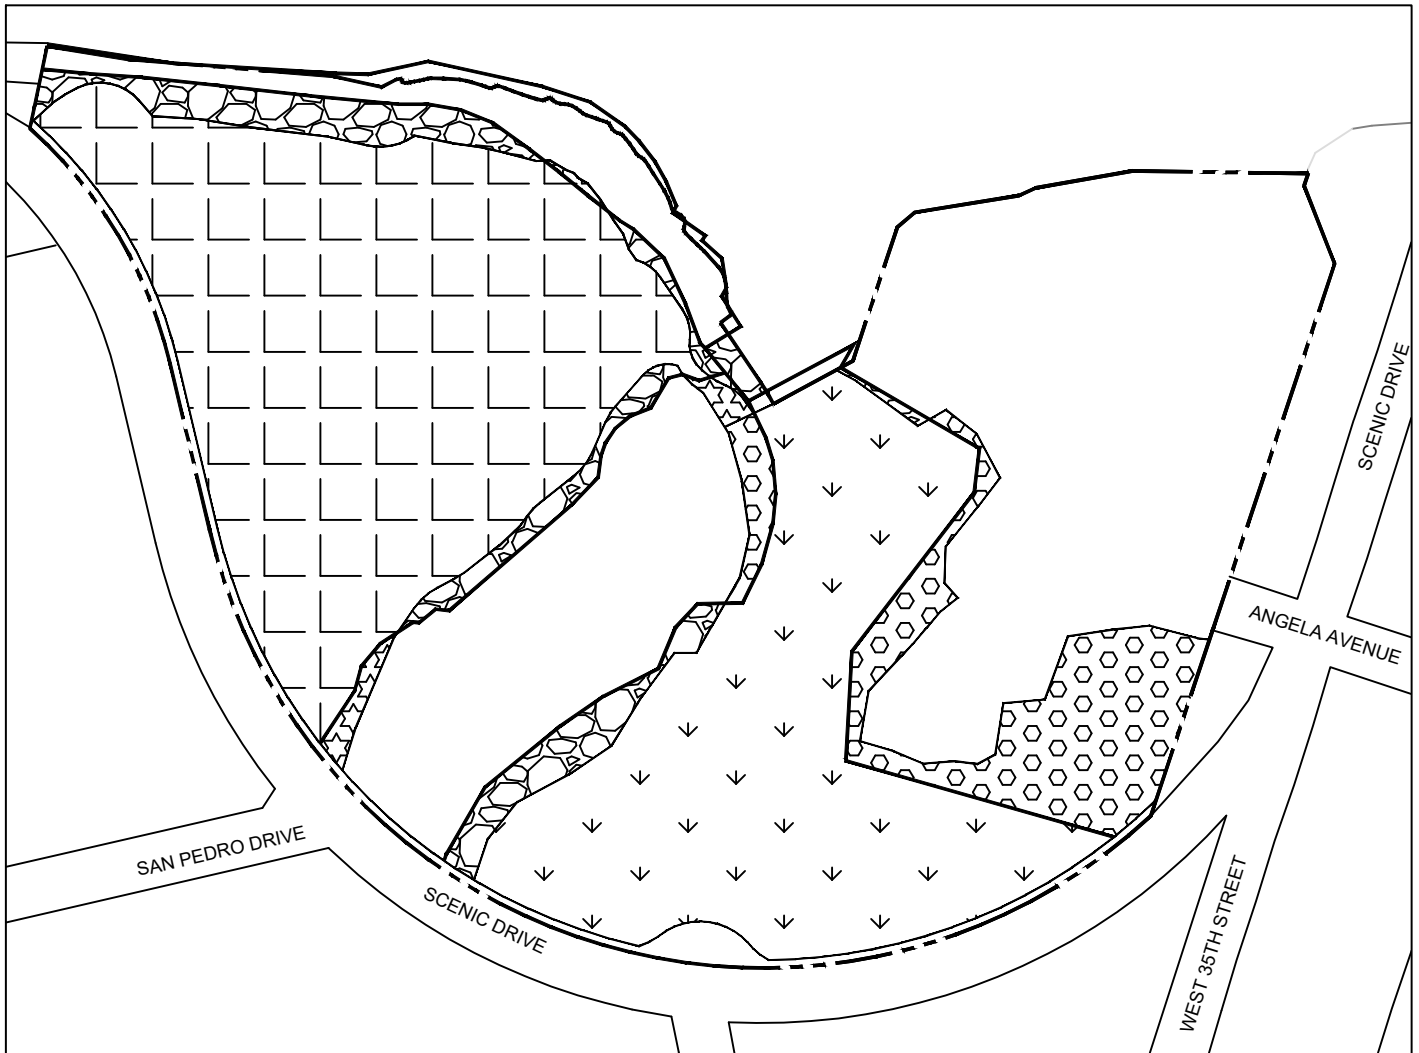 SCENIC DRIVE
ANGELA AVENUE
SAN PEDRO DRIVE
SCENIC DRIVE
WEST 35TH STREET